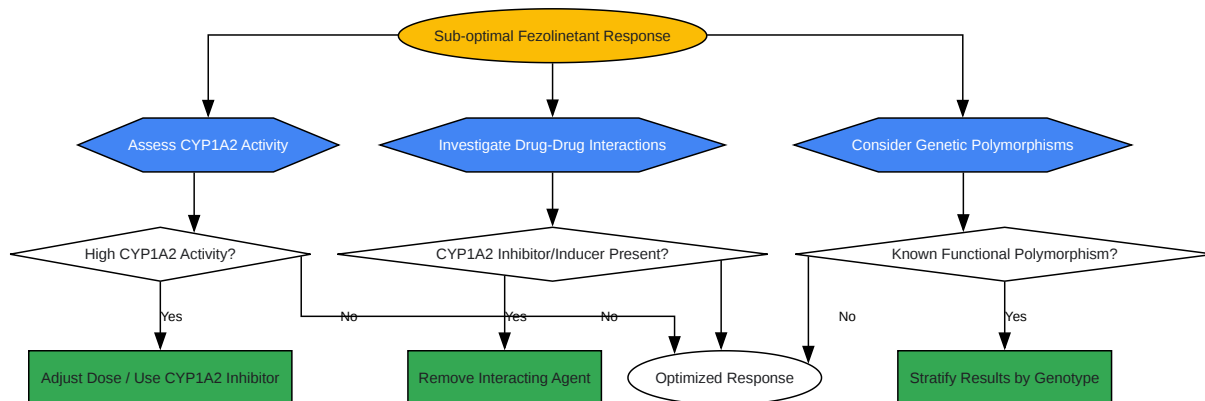 Sub-optimal Fezolinetant Response
Assess CYP1A2 Activity
Investigate Drug-Drug Interactions
Consider Genetic Polymorphisms
High CYP1A2 Activity?
CYP1A2 Inhibitor/Inducer Present?
Known Functional Polymorphism?
Yes
No
Yes
No
No
Yes
Adjust Dose / Use CYP1A2 Inhibitor
Remove Interacting Agent
Optimized Response
Stratify Results by Genotype